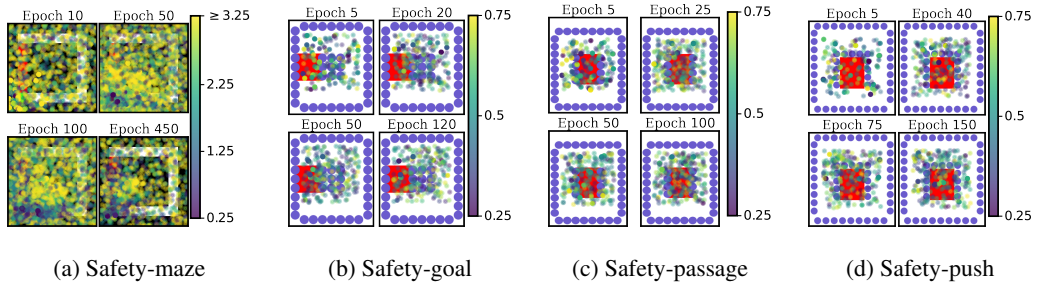 Epoch 10 Epoch 50
≥ 3.25
2.25
1.25
0.25
Epoch 100 Epoch 450
(a) Safety-maze
Epoch 5 Epoch 20
0.75
0.5
0.25
Epoch 50 Epoch 120
(b) Safety-goal
Epoch 5 Epoch 25
0.75
0.5
0.25
Epoch 50 Epoch 100
(c) Safety-passage
Epoch 5 Epoch 40
0.75
0.5
0.25
Epoch 75 Epoch 150
(d) Safety-push